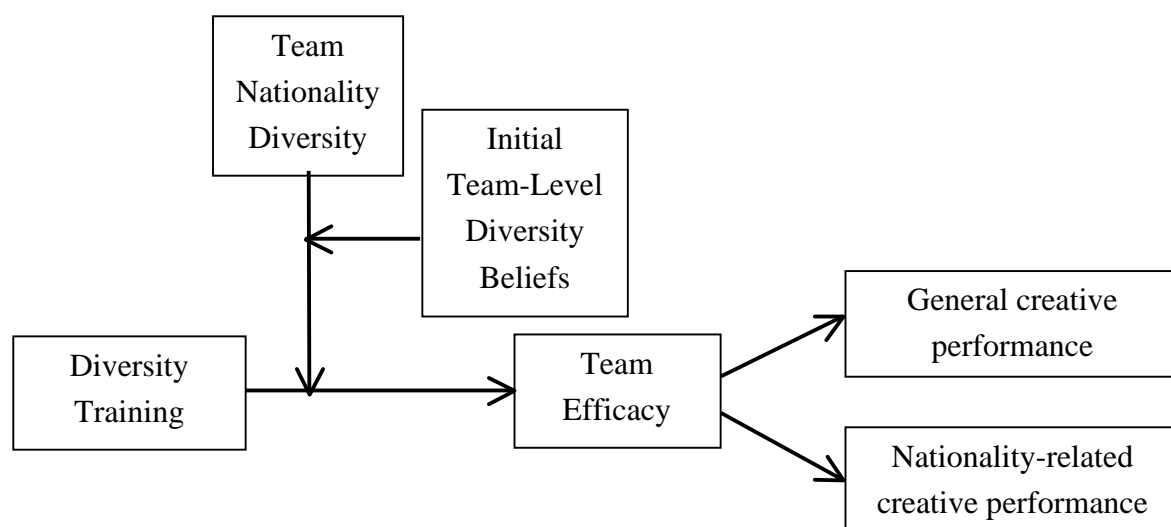 Team
Nationality
Diversity
Initial
Team-Level
Diversity
Beliefs
General creative
performance
Diversity
Training
Team
Efficacy
Nationality-related
creative performance